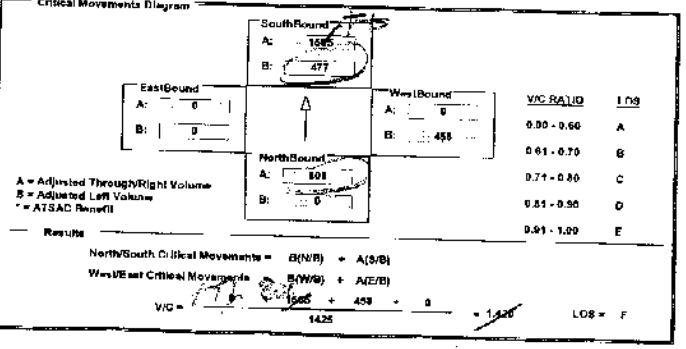 Critical Movements Diagram
SouthBound
A: 1565
B: 477
EastBound
A: 0
B: 0
WestBound
A: 0
B: 458
NorthBound
A:
B: 0
A = Adjusted Through/Right Volume
B = Adjusted Left Volume
* = ATSAC Benefit
V/C RATIO LOS
0.00 - 0.60 A
0.61 - 0.70 B
0.71 - 0.80 C
0.81 - 0.90 D
0.91 - 1.00 E
Results
North/South Critical Movements = B(N/B) + A(S/B)
West/East Critical Movements = B(W/B) + A(E/B)
V/C = 1565 + 458 + 0
1425
= 1.420 LOS = F